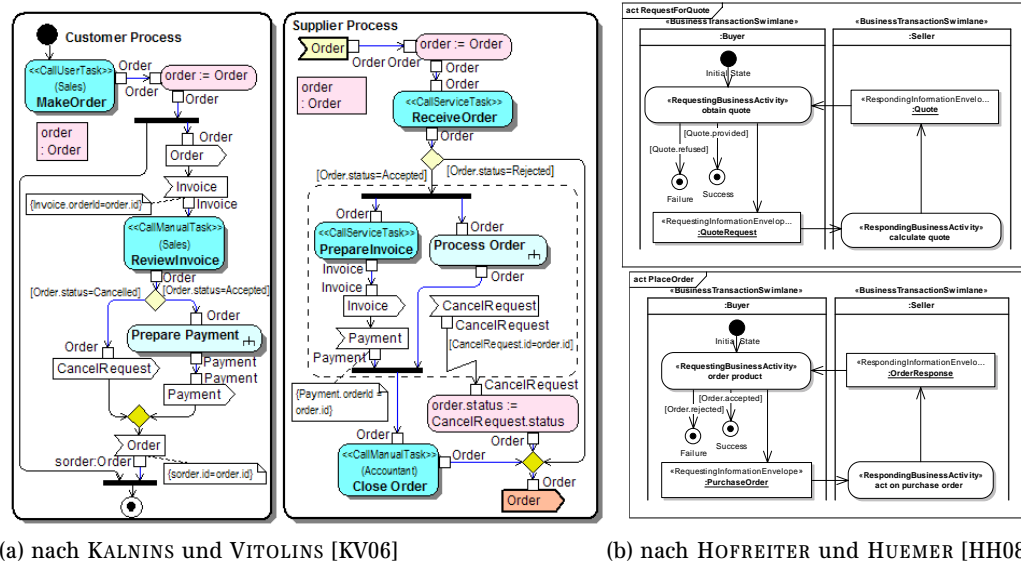 Customer Process
<<CallUserTask>>
(Sales)
MakeOrder
Order
Order
order := Order
Order
order
: Order
Order
Order
Invoice
{Invoice.orderId=order.id}
Invoice
<<CallManualTask>>
(Sales)
ReviewInvoice
Order
[Order.status=Cancelled]
[Order.status=Accepted]
Order
Prepare Payment
Order
CancelRequest
Payment
Payment
Payment
Order
sorder:Order
{sorder.id=order.id}
Supplier Process
Order
Order
Order
order := Order
Order
Order
order
: Order
<<CallServiceTask>>
ReceiveOrder
Order
[Order.status=Accepted]
[Order.status=Rejected]
Order
Order
<<CallServiceTask>>
PrepareInvoice
Process Order
Invoice
Invoice
Order
Invoice
CancelRequest
CancelRequest
Payment
[CancelRequest.id=order.id]
Payment
{Payment.orderId =
order.id}
CancelRequest
order.status :=
CancelRequest.status
Order
Order
<<CallManualTask>>
(Accountant)
Close Order
Order
Order
Order
(a) nach KALNINS und VITOLINS [KV06]
act RequestForQuote
«BusinessTransactionSwimlane»
«BusinessTransactionSwimlane»
:Buyer
:Seller
Initial State
«RequestingBusinessActivity»
obtain quote
«RespondingInformationEnvelo...
:Quote
[Quote.provided]
[Quote.refused]
Failure
Success
«RequestingInformationEnvelop...
:QuoteRequest
«RespondingBusinessActivity»
calculate quote
act PlaceOrder
«BusinessTransactionSwimlane»
«BusinessTransactionSwimlane»
:Buyer
:Seller
Initial State
«RequestingBusinessActivity»
order product
«RespondingInformationEnvelo...
:OrderResponse
[Order.accepted]
[Order.rejected]
Failure
Success
«RequestingInformationEnvelope»
:PurchaseOrder
«RespondingBusinessActivity»
act on purchase order
(b) nach HOFREITER und HUEMER [HH08